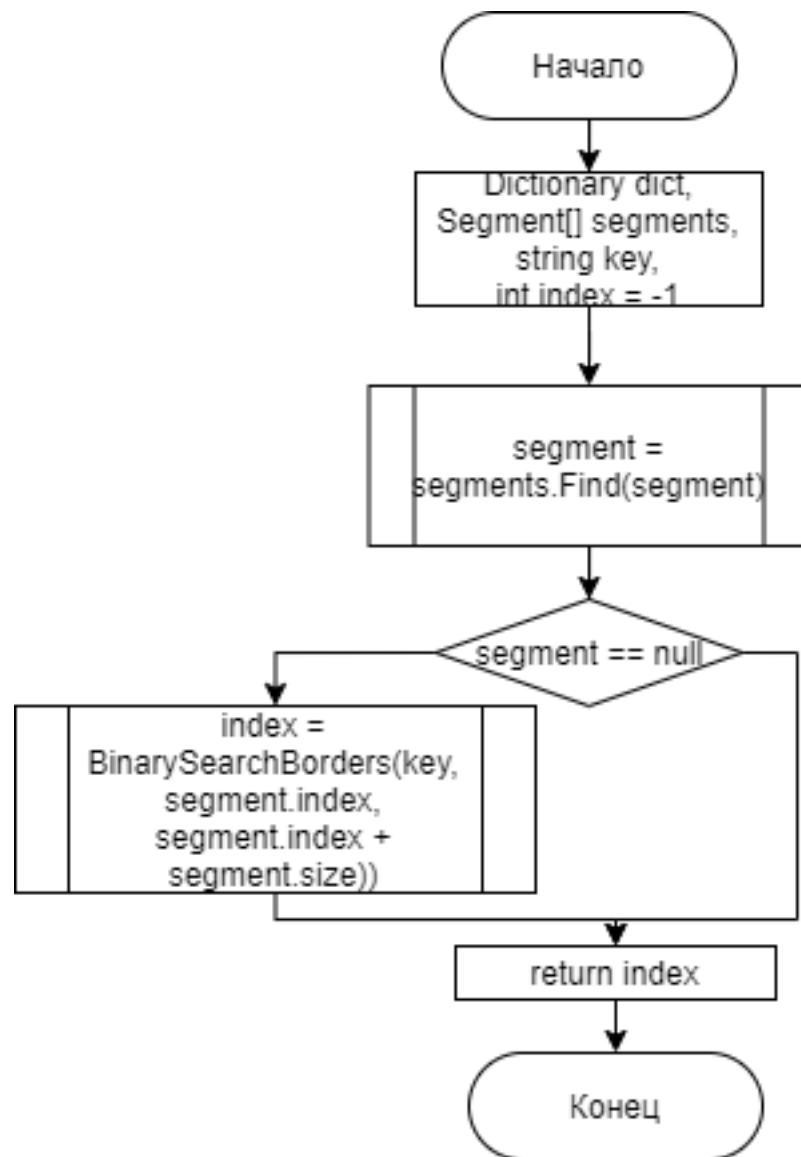 Начало
Dictionary dict,
Segment[] segments,
string key,
int index = -1
segment =
segments.Find(segment)
segment == null
index =
BinarySearchBorders(key,
segment.index,
segment.index +
segment.size))
return index
Конец